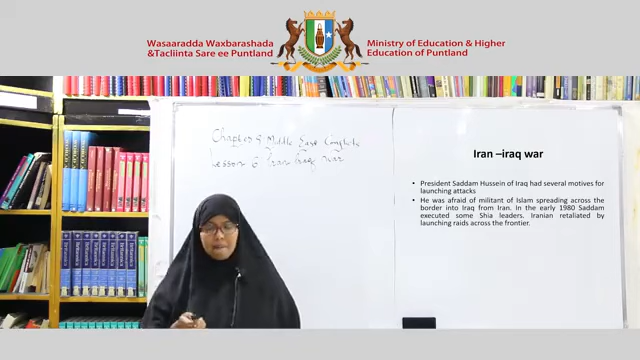 Wasaaradda Waxbarashada
&Tacliinta Sare ee Puntland
Ministry of Education & Higher
Education of Puntland
Chapter 5 Middle East Conglete
Lesson 6 Iran Iraq war
Iran –iraq war
• President Saddam Hussein of Iraq had several motives for
launching attacks
• He was afraid of militant of Islam spreading across the
border into Iraq from Iran. In the early 1980 Saddam
executed some Shia leaders. Iranian retaliated by
launching raids across the frontier.